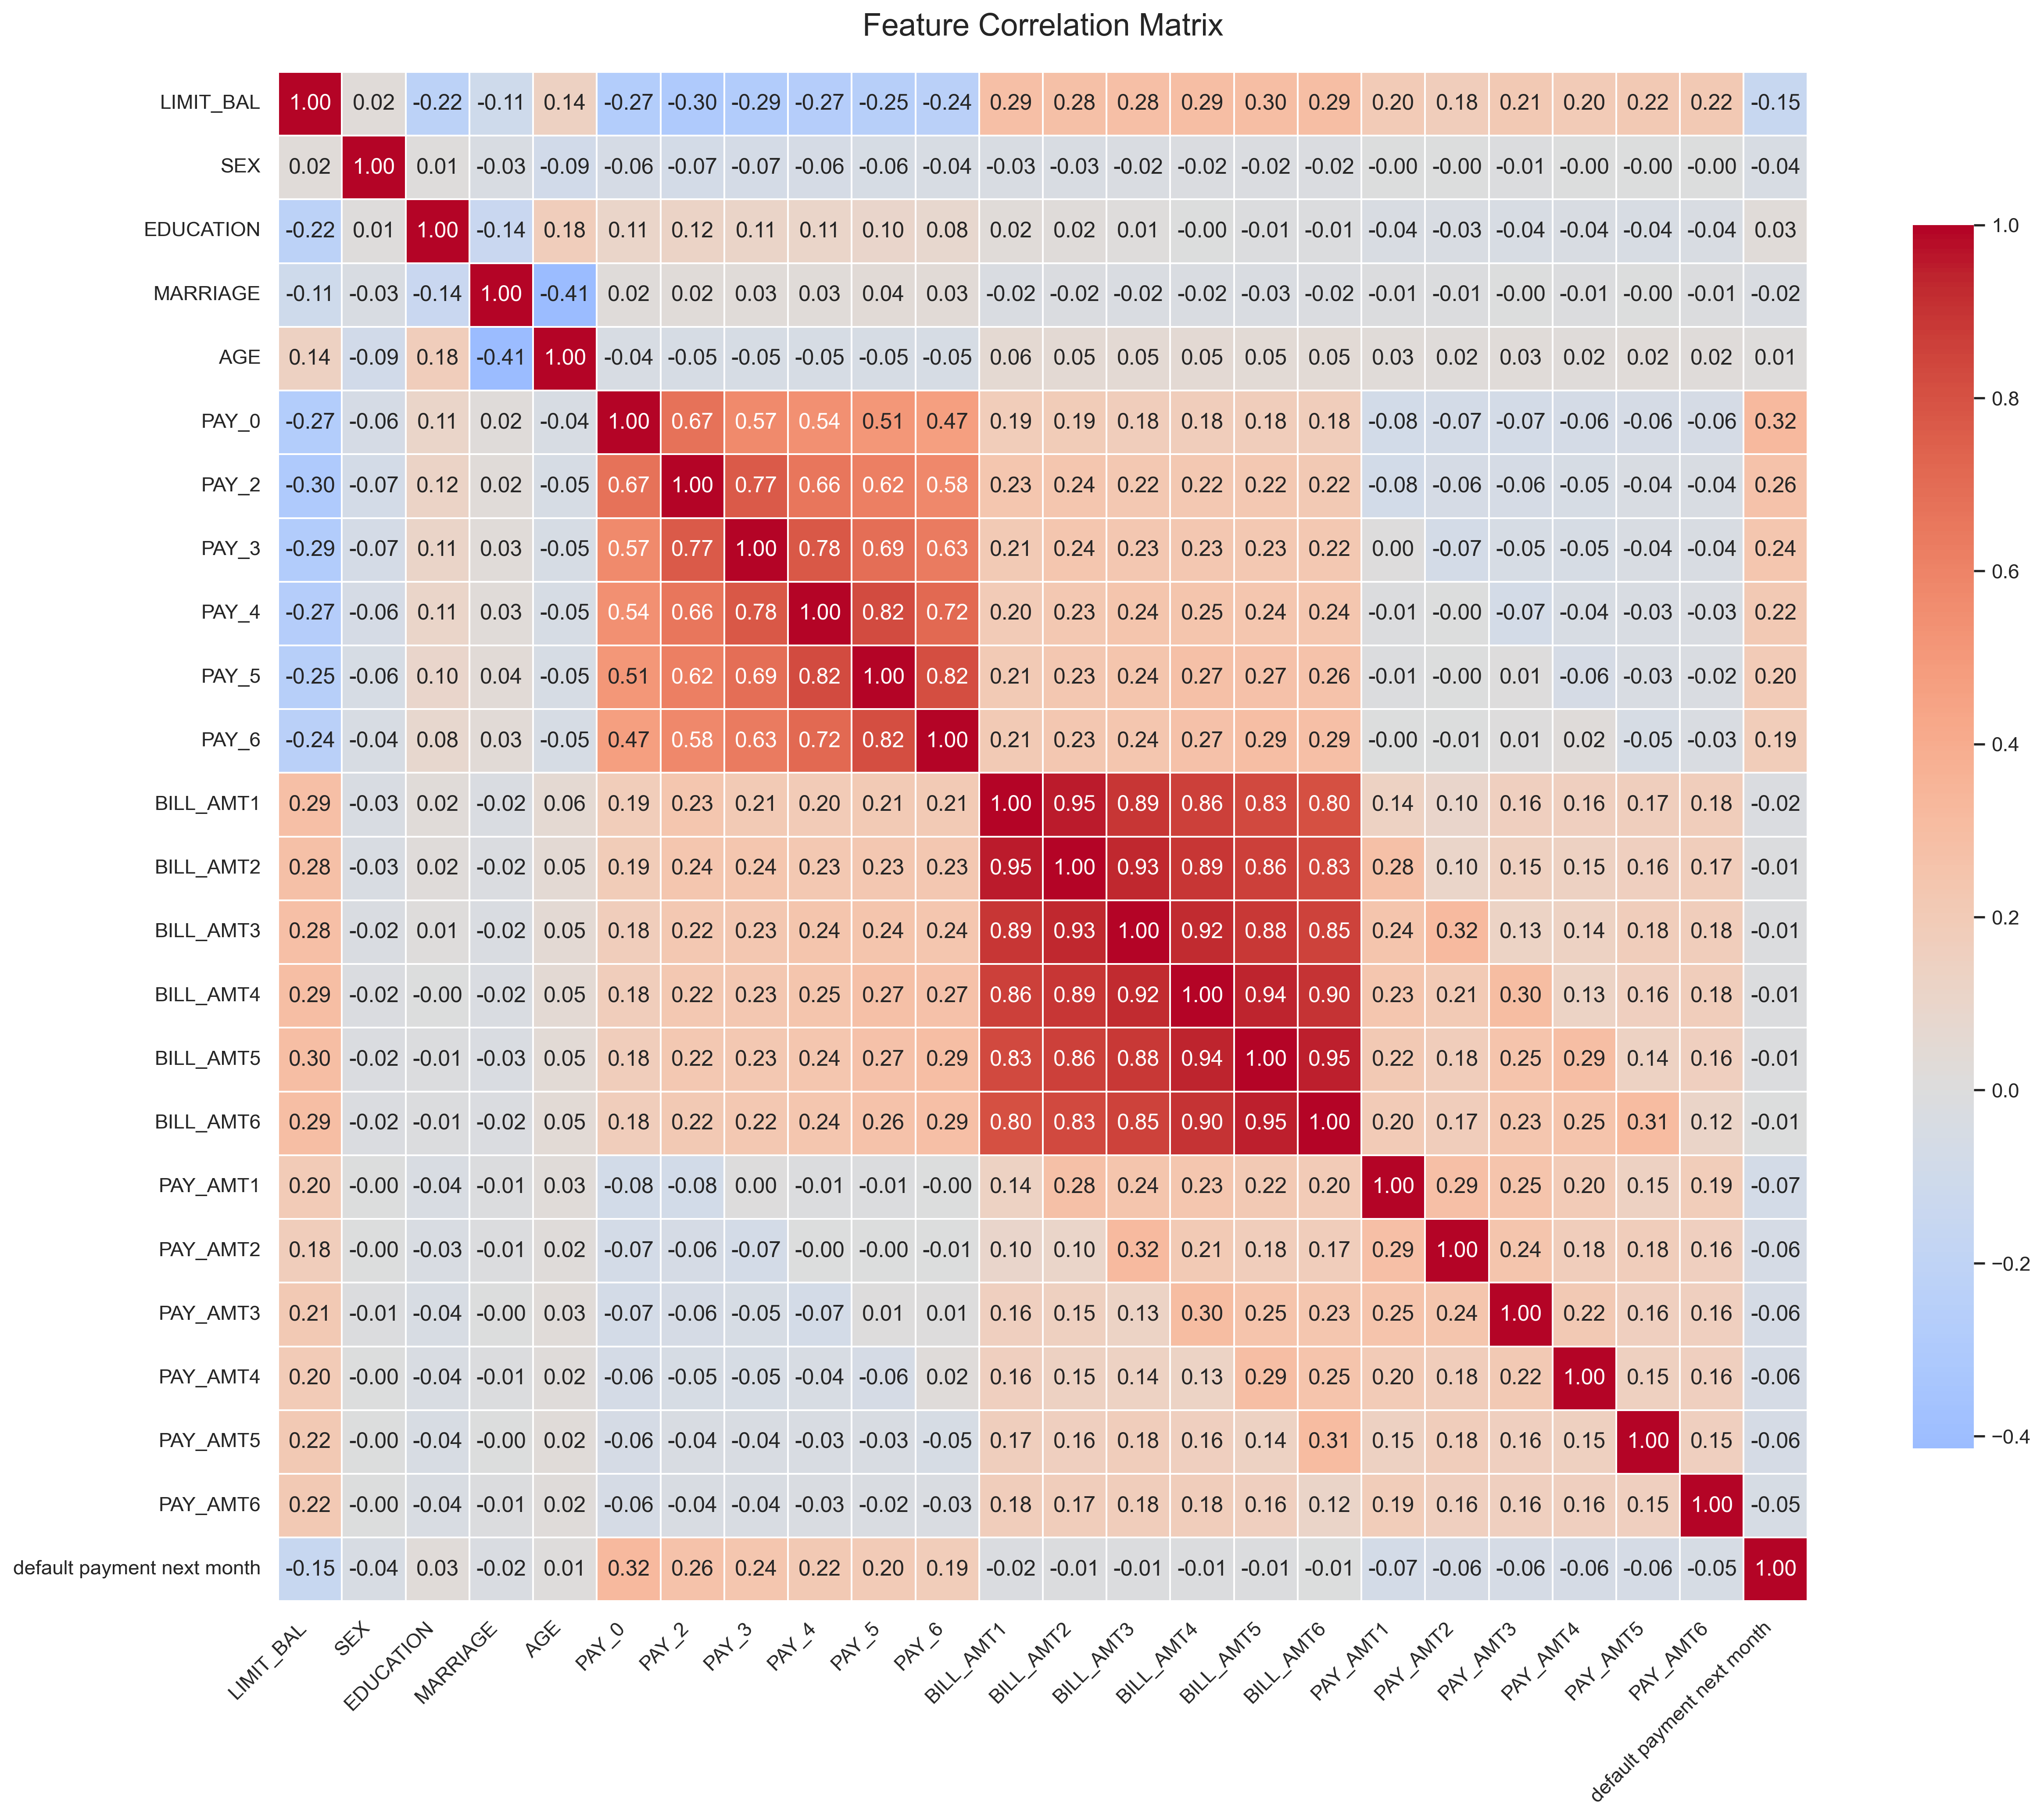 Feature Correlation Matrix
LIMIT_BAL 1.00 0.02 -0.22 -0.11 0.14 -0.27 -0.30 -0.29 -0.27 -0.25 -0.24 0.29 0.28 0.28 0.29 0.30 0.29 0.20 0.18 0.21 0.20 0.22 0.22 -0.15
SEX 0.02 1.00 0.01 -0.03 -0.09 -0.06 -0.07 -0.07 -0.06 -0.06 -0.04 -0.03 -0.03 -0.02 -0.02 -0.02 -0.02 -0.00 -0.00 -0.01 -0.00 -0.00 -0.00 -0.04
EDUCATION -0.22 0.01 1.00 -0.14 0.18 0.11 0.12 0.11 0.11 0.10 0.08 0.02 0.02 0.01 -0.00 -0.01 -0.01 -0.04 -0.03 -0.04 -0.04 -0.04 -0.04 0.03
MARRIAGE -0.11 -0.03 -0.14 1.00 -0.41 0.02 0.02 0.03 0.03 0.04 0.03 -0.02 -0.02 -0.02 -0.02 -0.03 -0.02 -0.01 -0.01 -0.00 -0.01 -0.00 -0.01 -0.02
AGE 0.14 -0.09 0.18 -0.41 1.00 -0.04 -0.05 -0.05 -0.05 -0.05 -0.05 0.06 0.05 0.05 0.05 0.05 0.05 0.03 0.02 0.03 0.02 0.02 0.02 0.01
PAY_0 -0.27 -0.06 0.11 0.02 -0.04 1.00 0.67 0.57 0.54 0.51 0.47 0.19 0.19 0.18 0.18 0.18 0.18 -0.08 -0.07 -0.07 -0.06 -0.06 -0.06 0.32
PAY_2 -0.30 -0.07 0.12 0.02 -0.05 0.67 1.00 0.77 0.66 0.62 0.58 0.23 0.24 0.22 0.22 0.22 0.22 -0.08 -0.06 -0.06 -0.05 -0.04 -0.04 0.26
PAY_3 -0.29 -0.07 0.11 0.03 -0.05 0.57 0.77 1.00 0.78 0.69 0.63 0.21 0.24 0.23 0.23 0.23 0.22 0.00 -0.07 -0.05 -0.05 -0.04 -0.04 0.24
PAY_4 -0.27 -0.06 0.11 0.03 -0.05 0.54 0.66 0.78 1.00 0.82 0.72 0.20 0.23 0.24 0.25 0.24 0.24 -0.01 -0.00 -0.07 -0.04 -0.03 -0.03 0.22
PAY_5 -0.25 -0.06 0.10 0.04 -0.05 0.51 0.62 0.69 0.82 1.00 0.82 0.21 0.23 0.24 0.27 0.27 0.26 -0.01 -0.00 0.01 -0.06 -0.03 -0.02 0.20
PAY_6 -0.24 -0.04 0.08 0.03 -0.05 0.47 0.58 0.63 0.72 0.82 1.00 0.21 0.23 0.24 0.27 0.29 0.29 -0.00 -0.01 0.01 0.02 -0.05 -0.03 0.19
BILL_AMT1 0.29 -0.03 0.02 -0.02 0.06 0.19 0.23 0.21 0.20 0.21 0.21 1.00 0.95 0.89 0.86 0.83 0.80 0.14 0.10 0.16 0.16 0.17 0.18 -0.02
BILL_AMT2 0.28 -0.03 0.02 -0.02 0.05 0.19 0.24 0.24 0.23 0.23 0.23 0.95 1.00 0.93 0.89 0.86 0.83 0.28 0.10 0.15 0.15 0.16 0.17 -0.01
BILL_AMT3 0.28 -0.02 0.01 -0.02 0.05 0.18 0.22 0.23 0.24 0.24 0.24 0.89 0.93 1.00 0.92 0.88 0.85 0.24 0.32 0.13 0.14 0.18 0.18 -0.01
BILL_AMT4 0.29 -0.02 -0.00 -0.02 0.05 0.18 0.22 0.23 0.25 0.27 0.27 0.86 0.89 0.92 1.00 0.94 0.90 0.23 0.21 0.30 0.13 0.16 0.18 -0.01
BILL_AMT5 0.30 -0.02 -0.01 -0.03 0.05 0.18 0.22 0.23 0.24 0.27 0.29 0.83 0.86 0.88 0.94 1.00 0.95 0.22 0.18 0.25 0.29 0.14 0.16 -0.01
BILL_AMT6 0.29 -0.02 -0.01 -0.02 0.05 0.18 0.22 0.22 0.24 0.26 0.29 0.80 0.83 0.85 0.90 0.95 1.00 0.20 0.17 0.23 0.25 0.31 0.12 -0.01
PAY_AMT1 0.20 -0.00 -0.04 -0.01 0.03 -0.08 -0.08 0.00 -0.01 -0.01 -0.00 0.14 0.28 0.24 0.23 0.22 0.20 1.00 0.29 0.25 0.20 0.15 0.19 -0.07
PAY_AMT2 0.18 -0.00 -0.03 -0.01 0.02 -0.07 -0.06 -0.07 -0.00 -0.00 -0.01 0.10 0.10 0.32 0.21 0.18 0.17 0.29 1.00 0.24 0.18 0.18 0.16 -0.06
PAY_AMT3 0.21 -0.01 -0.04 -0.00 0.03 -0.07 -0.06 -0.05 -0.07 0.01 0.01 0.16 0.15 0.13 0.30 0.25 0.23 0.25 0.24 1.00 0.22 0.16 0.16 -0.06
PAY_AMT4 0.20 -0.00 -0.04 -0.01 0.02 -0.06 -0.05 -0.05 -0.04 -0.06 0.02 0.16 0.15 0.14 0.13 0.29 0.25 0.20 0.18 0.22 1.00 0.15 0.16 -0.06
PAY_AMT5 0.22 -0.00 -0.04 -0.00 0.02 -0.06 -0.04 -0.04 -0.03 -0.03 -0.05 0.17 0.16 0.18 0.16 0.14 0.31 0.15 0.18 0.16 0.15 1.00 0.15 -0.06
PAY_AMT6 0.22 -0.00 -0.04 -0.01 0.02 -0.06 -0.04 -0.04 -0.03 -0.02 -0.03 0.18 0.17 0.18 0.18 0.16 0.12 0.19 0.16 0.16 0.16 0.15 1.00 -0.05
default payment next month -0.15 -0.04 0.03 -0.02 0.01 0.32 0.26 0.24 0.22 0.20 0.19 -0.02 -0.01 -0.01 -0.01 -0.01 -0.01 -0.07 -0.06 -0.06 -0.06 -0.06 -0.05 1.00
LIMIT_BAL SEX EDUCATION MARRIAGE AGE PAY_0 PAY_2 PAY_3 PAY_4 PAY_5 PAY_6 BILL_AMT1 BILL_AMT2 BILL_AMT3 BILL_AMT4 BILL_AMT5 BILL_AMT6 PAY_AMT1 PAY_AMT2 PAY_AMT3 PAY_AMT4 PAY_AMT5 PAY_AMT6 default payment next month
1.0
0.8
0.6
0.4
0.2
0.0
−0.2
−0.4